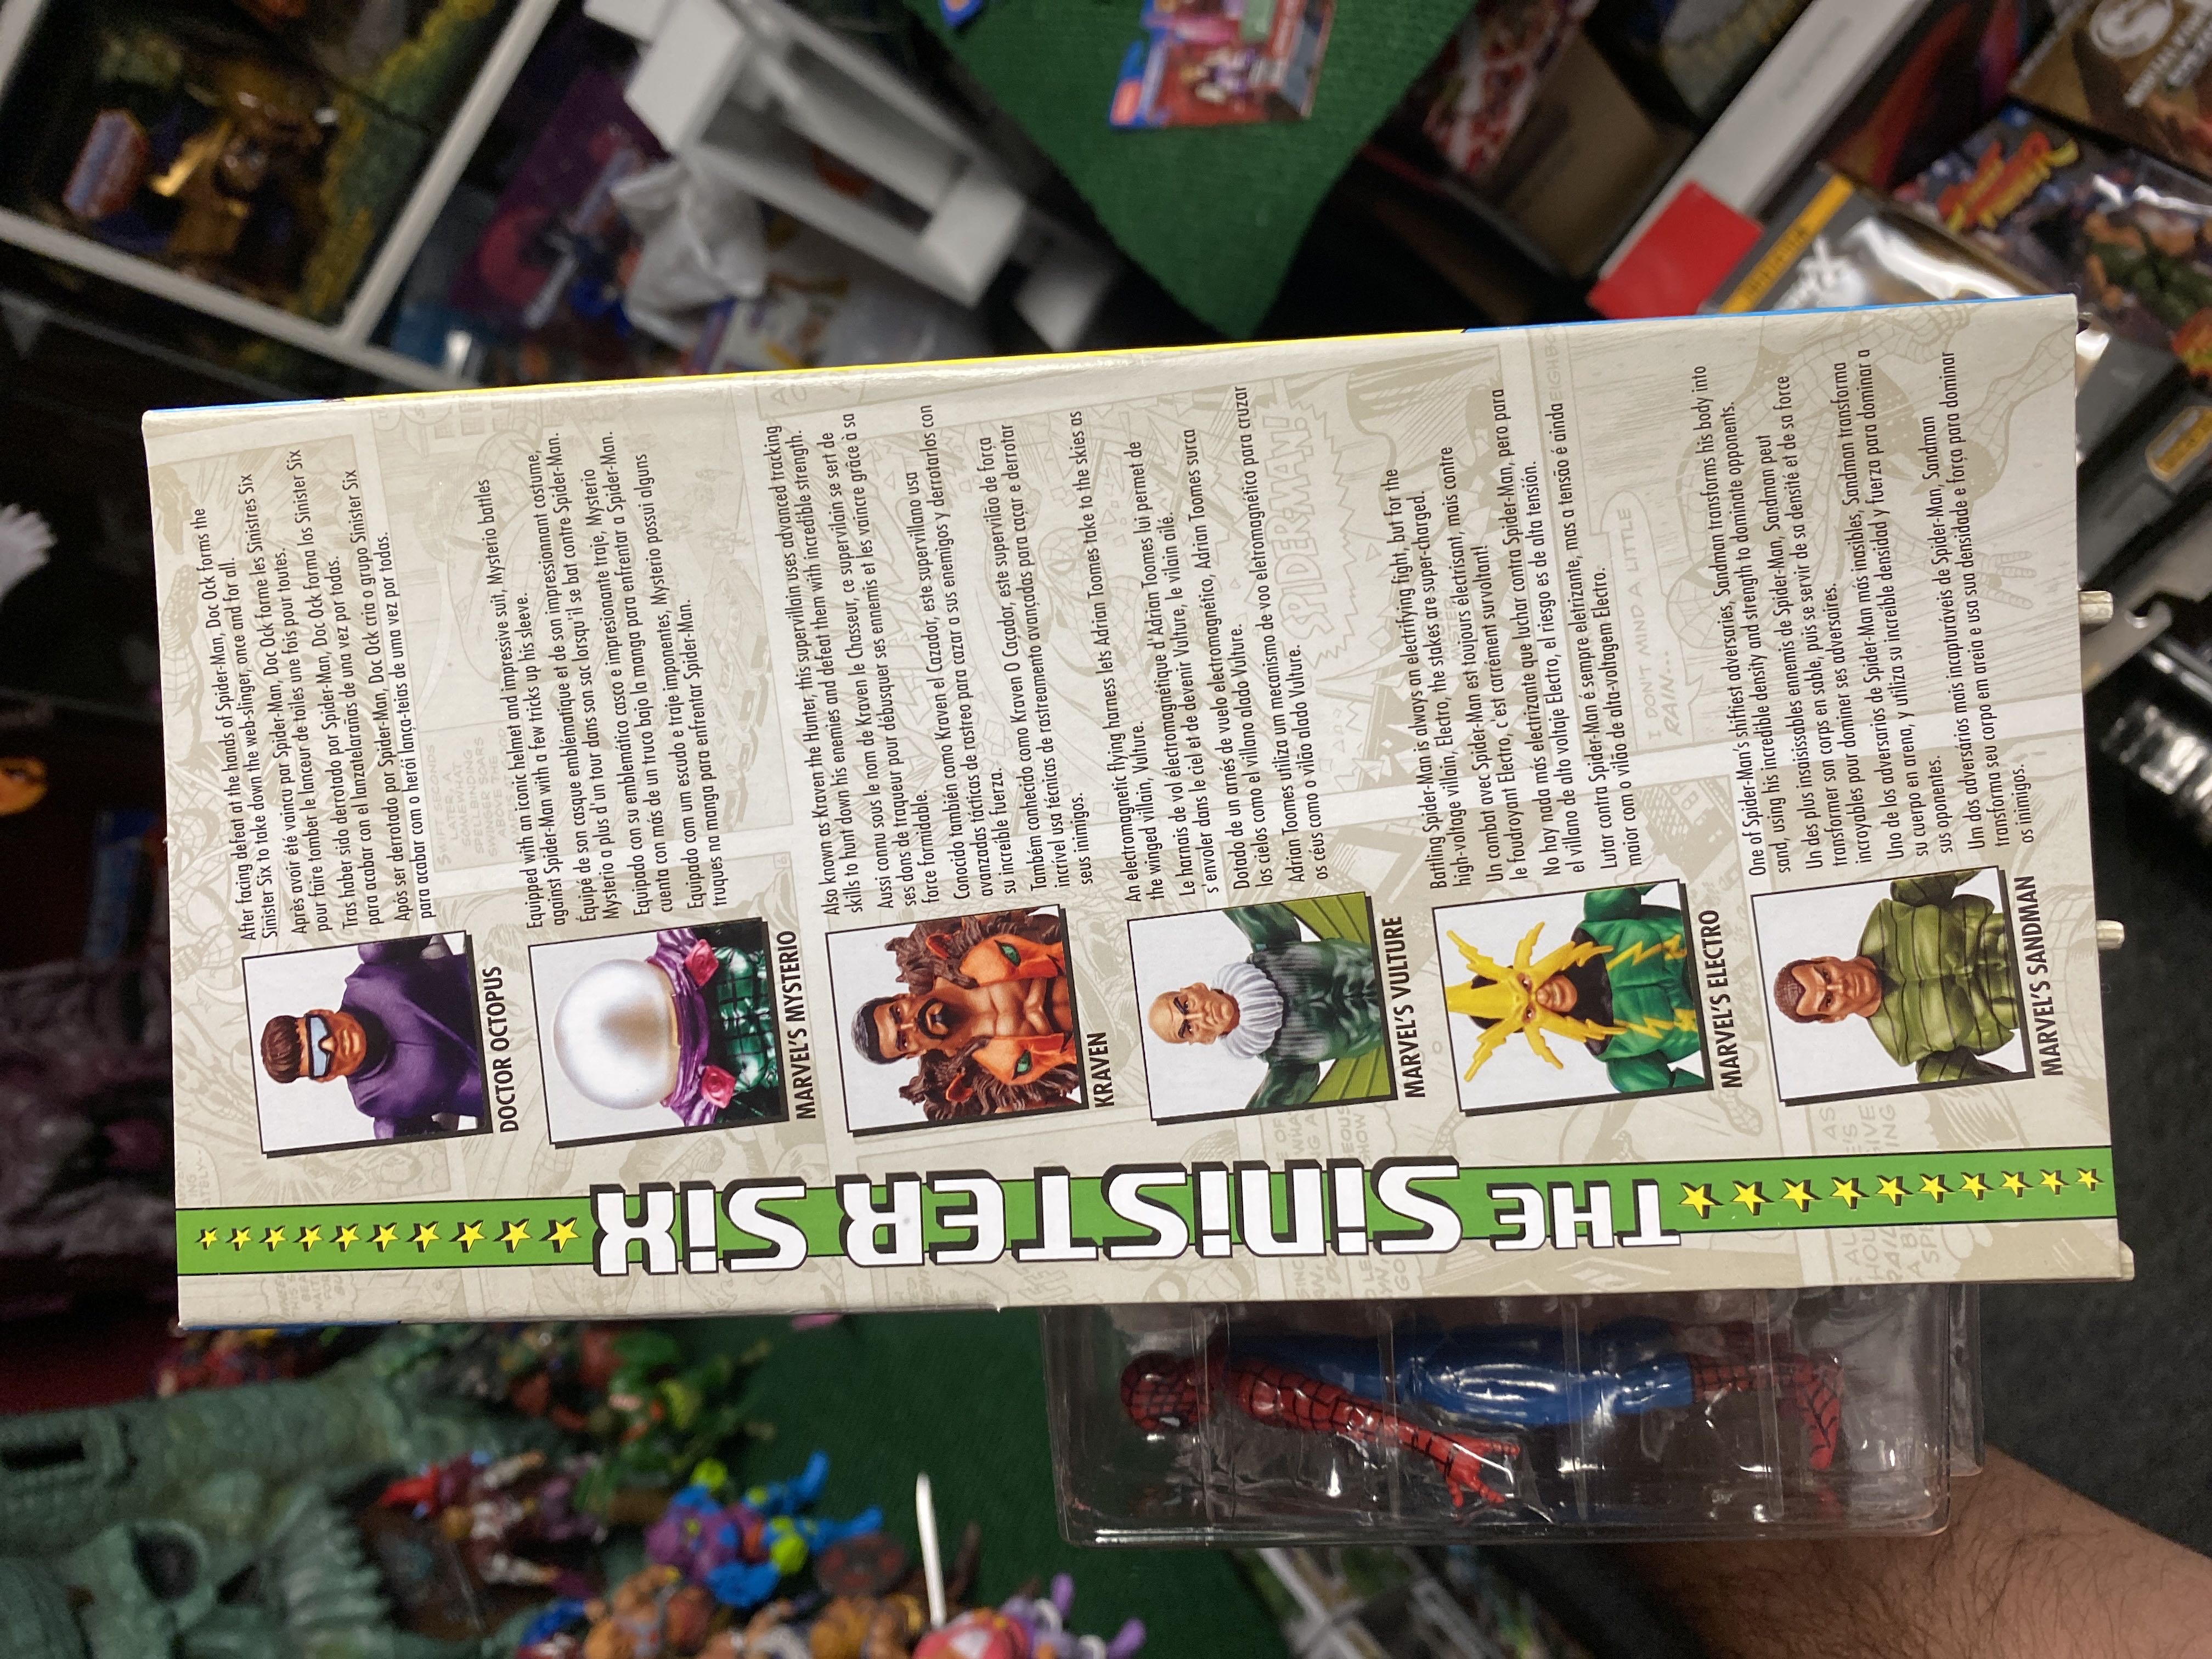 THE SINISTER SIX
After facing defeat at the hands of Spider-Man, Doc Ock forms the
Sinister Six to take down the web-slinger, once and for all.
Après avoir été vaincu par Spider-Man, Doc Ock forme les Sinistres Six
pour faire tomber le lanceur de toiles une fois pour toutes.
Tras haber sido derrotado por Spider-Man, Doc Ock forma los Sinister Six
para acabar con el lanzatelarañas de una vez por todas.
Após ser derrotado por Spider-Man, Doc Ock cria o grupo Sinister Six
para acabar com o herói lança-teias de uma vez por todas.
DOCTOR OCTOPUS
Equipped with an iconic helmet and impressive suit, Mysterio battles
against Spider-Man with a few tricks up his sleeve.
Équipé de son casque emblématique et de son impressionnant costume,
Mysterio a plus d'un tour dans son sac lorsqu'il se bat contre Spider-Man.
Equipado con su emblemático casco e impresionante traje, Mysterio
cuenta con más de un truco bajo la manga para enfrentar a Spider-Man.
Equipado com um escudo e traje imponentes, Mysterio possui alguns
truques na manga para enfrentar Spider-Man.
MARVEL'S MYSTERIO
Also known as Kraven the Hunter, this supervillain uses advanced tracking
skills to hunt down his enemies and defeat them with incredible strength.
Aussi connu sous le nom de Kraven le Chasseur, ce supervilain se sert de
ses dons de traqueur pour débusquer ses ennemis et les vaincre grâce à sa
force formidable.
Conocido también como Kraven el Cazador, este supervillano usa
avanzadas tácticas de rastreo para cazar a sus enemigos y derrotarlos con
su increíble fuerza.
Também conhecido como Kraven O Caçador, este supervilão de força
incrível usa técnicas de rastreamento avançadas para caçar e derrotar
seus inimigos.
KRAVEN
An electromagnetic flying harness lets Adrian Toomes take to the skies as
the winged villain, Vulture.
Le harnais de vol électromagnétique d'Adrian Toomes lui permet de
s'envoler dans le ciel et de devenir Vulture, le vilain ailé.
Dotado de un arnés de vuelo electromagnético, Adrian Toomes surca
los cielos como el villano alado Vulture.
Adrian Toomes utiliza um mecanismo de voo eletromagnético para cruzar
os céus como o vilão alado Vulture.
MARVEL'S VULTURE
Battling Spider-Man is always an electrifying fight, but for the
high-voltage villain, Electro, the stakes are super-charged.
Un combat avec Spider-Man est toujours électrisant, mais contre
le foudroyant Electro, c'est carrément survoltant!
No hay nada más electrizante que luchar contra Spider-Man, pero para
el villano de alto voltaje Electro, el riesgo es de alta tensión.
Lutar contra Spider-Man é sempre eletrizante, mas a tensão é ainda
maior com o vilão de alta-voltagem Electro.
MARVEL'S ELECTRO
One of Spider-Man's shiftiest adversaries, Sandman transforms his body into
sand, using his incredible density and strength to dominate opponents.
Un des plus insaisissables ennemis de Spider-Man, Sandman peut
transformer son corps en sable, puis se servir de sa densité et de sa force
incroyables pour dominer ses adversaires.
Uno de los adversarios de Spider-Man más inasibles, Sandman transforma
su cuerpo en arena, y utiliza su increíble densidad y fuerza para dominar a
sus oponentes.
Um dos adversários mais incapturáveis de Spider-Man, Sandman
transforma seu corpo em areia e usa sua densidade e força para dominar
os inimigos.
MARVEL'S SANDMAN
SWIFT SECONDS
LATER A
SOMEWHAT
SPELLBINDING
SWINGER SOARS
ABOVE THE
SPIDER-MAN!
I DON'T MIND A LITTLE
RAIN...